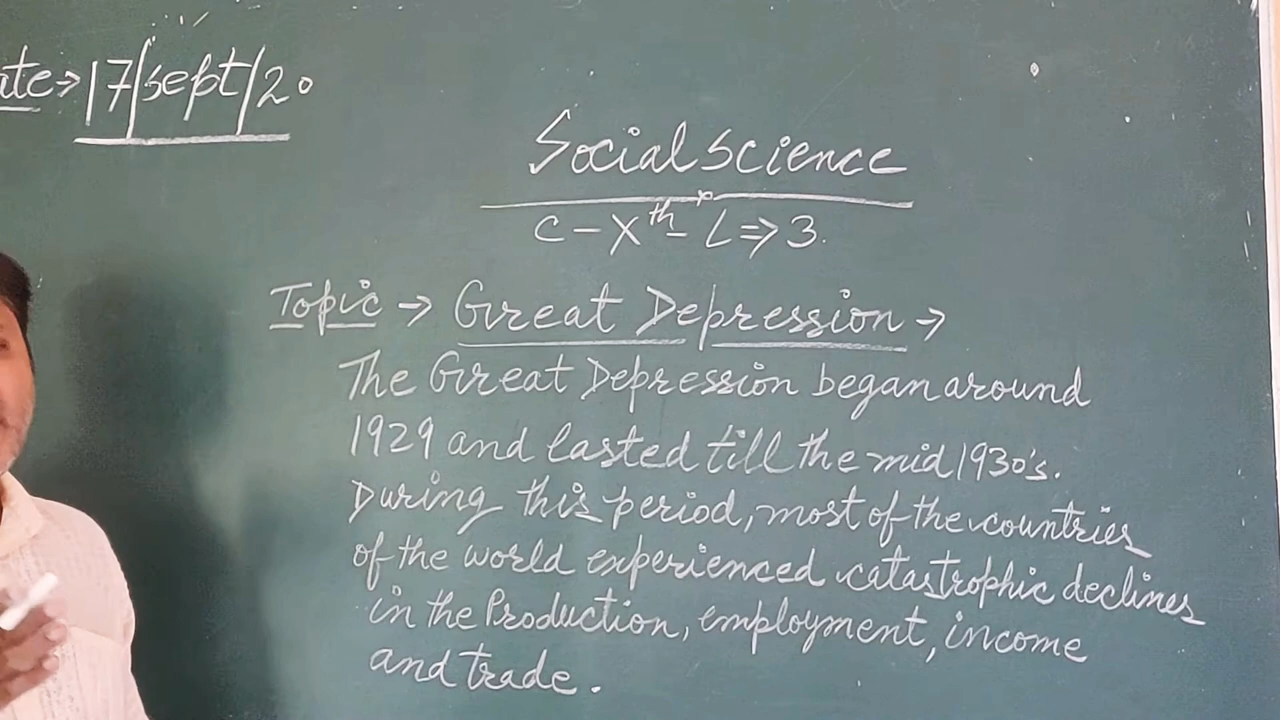 ate⇒ 17/sept/20
Social Science
C-Xth L⇒3.
Topic → Great Depression →
The Great Depression began around
1929 and lasted till the mid 1930's.
During this period, most of the countries
of the world experienced catastrophic declines
in the Production, employment, income
and trade.